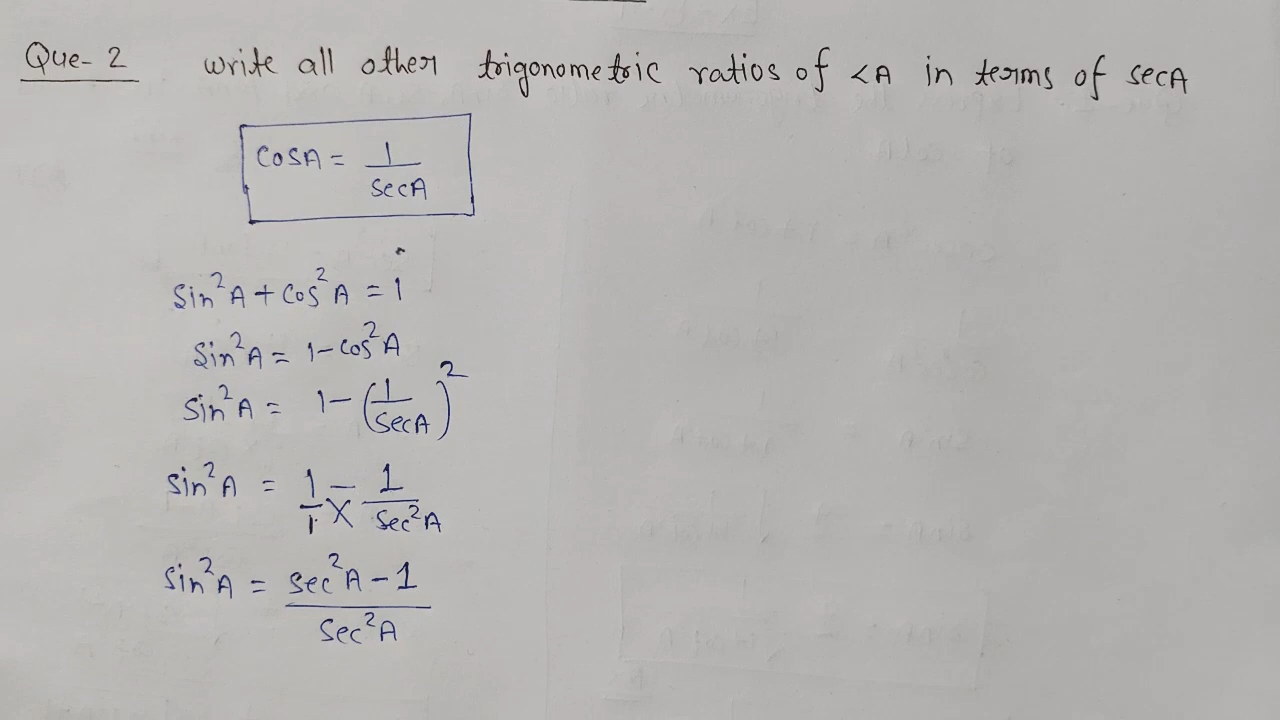 Que- 2 write all other trigonometric ratios of <A in terms of secA
cosA = 1/secA
sin²A + cos²A = 1
sin²A = 1 - cos²A
sin²A = 1 - (1/secA)²
sin²A = 1/1 - 1/sec²A
sin²A = sec²A - 1/sec²A